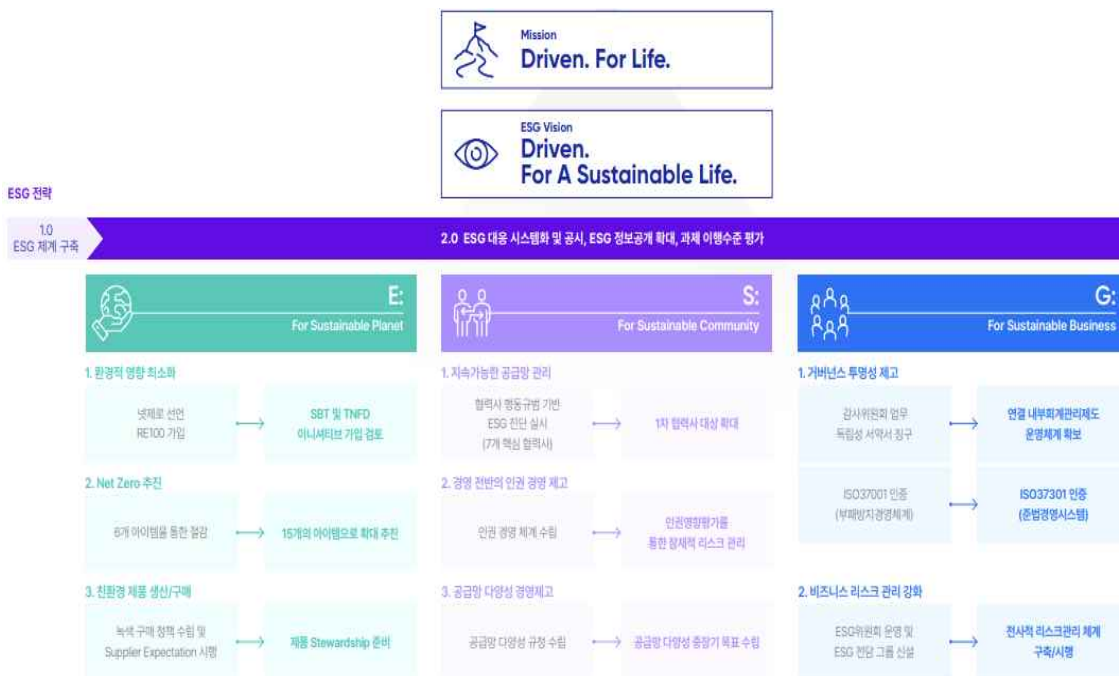 Mission
Driven. For Life.
ESG Vision
Driven.
For A Sustainable Life.
ESG 전략
1.0
ESG 체계 구축
2.0 ESG 대응 시스템화 및 공시, ESG 정보공개 확대, 과제 이행수준 평가
E:
For Sustainable Planet
1. 환경적 영향 최소화
넷제로 선언
RE100 가입
SBT 및 TNFD
이니셔티브 가입 검토
2. Net Zero 추진
6개 아이템을 통한 절감
15개의 아이템으로 확대 추진
3. 친환경 제품 생산/구매
녹색 구매 정책 수립 및
Supplier Expectation 시행
제품 Stewardship 준비
S:
For Sustainable Community
1. 지속가능한 공급망 관리
협력사 행동규범 기반
ESG 진단 실시
(7개 핵심 협력사)
1차 협력사 대상 확대
2. 경영 전반의 인권 경영 제고
인권 경영 체계 수립
인권영향평가를
통한 잠재적 리스크 관리
3. 공급망 다양성 경영제고
공급망 다양성 규정 수립
공급망 다양성 중장기 목표 수립
G:
For Sustainable Business
1. 거버넌스 투명성 제고
감사위원회 업무
독립성 서약서 징구
연결 내부회계관리제도
운영체계 확보
ISO37001 인증
(부패방지경영체계)
ISO37301 인증
(준법경영시스템)
2. 비즈니스 리스크 관리 강화
ESG위원회 운영 및
ESG 전담 그룹 신설
전사적 리스크관리 체계
구축/시행